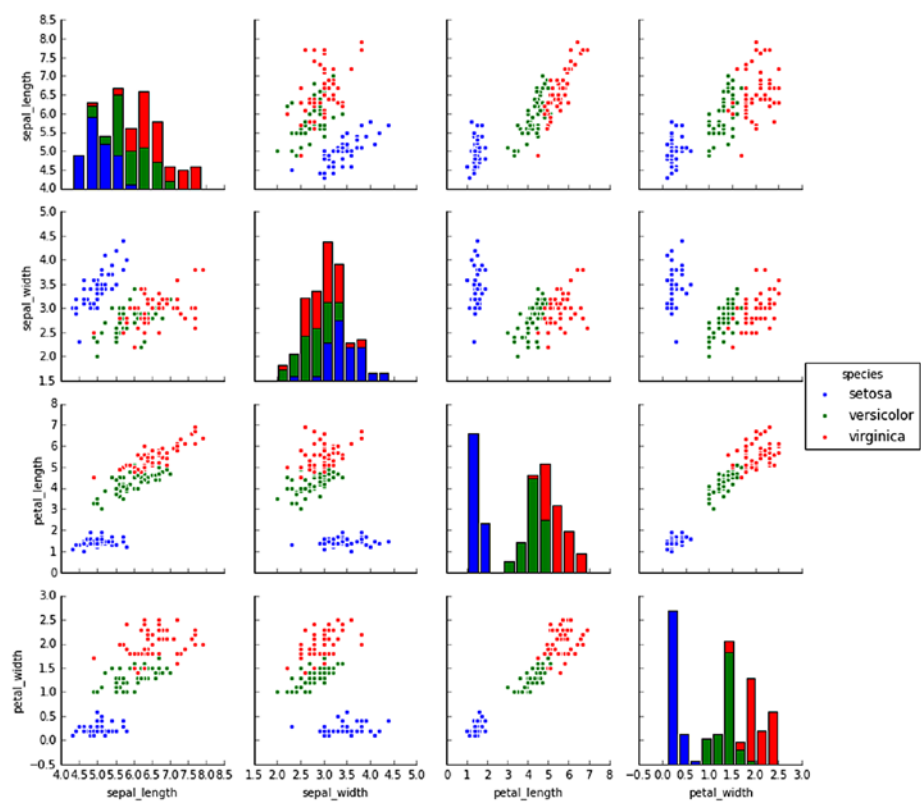 8.5
8.0
7.5
7.0
6.5
6.0
5.5
5.0
4.5
4.0
sepal_length
5.0
4.5
4.0
3.5
3.0
2.5
2.0
1.5
sepal_width
species
setosa
versicolor
virginica
8
7
6
5
4
3
2
1
0
petal_length
3.0
2.5
2.0
1.5
1.0
0.5
0.0
−0.5
petal_width
4.0 4.5 5.0 5.5 6.0 6.5 7.0 7.5 8.0 8.5
sepal_length
1.5 2.0 2.5 3.0 3.5 4.0 4.5 5.0
sepal_width
0 1 2 3 4 5 6 7 8
petal_length
−0.5 0.0 0.5 1.0 1.5 2.0 2.5 3.0
petal_width